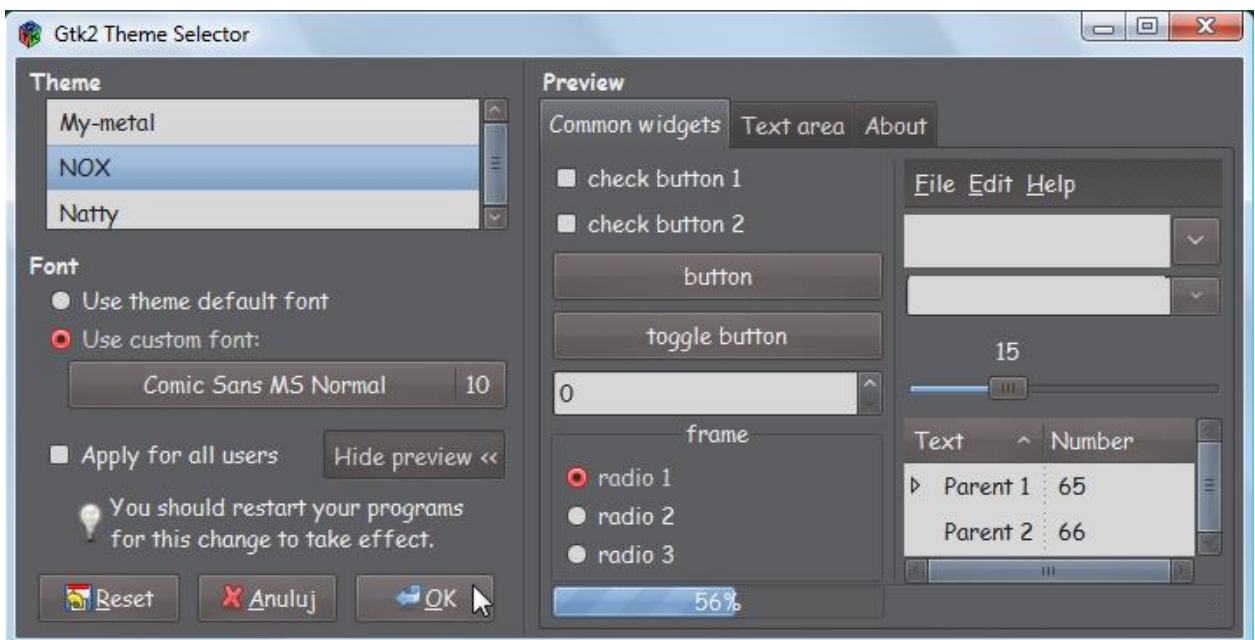 Gtk2 Theme Selector
Theme
My-metal
NOX
Natty
Font
Use theme default font
Use custom font:
Comic Sans MS Normal 10
Apply for all users
Hide preview <<
You should restart your programs
for this change to take effect.
Reset
Anuluj
OK
Preview
Common widgets
Text area
About
check button 1
check button 2
button
toggle button
0
frame
radio 1
radio 2
radio 3
56%
File Edit Help
15
Text Number
Parent 1 65
Parent 2 66